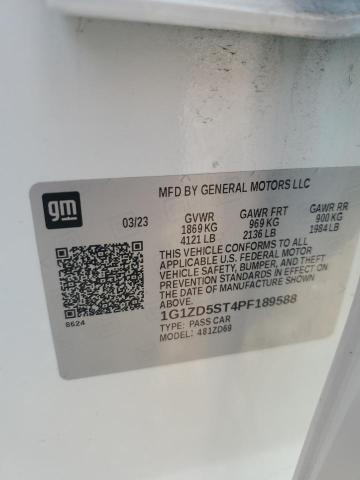 gm
MFD BY GENERAL MOTORS LLC
03/23 GVWR GAWR FRT GAWR RR
1869 KG 969 KG 900 KG
4121 LB 2136 LB 1984 LB
THIS VEHICLE CONFORMS TO ALL
APPLICABLE U.S. FEDERAL MOTOR
VEHICLE SAFETY, BUMPER, AND THEFT
PREVENTION STANDARDS IN EFFECT
ON THE DATE OF MANUFACTURE SHOWN
ABOVE.
1G1ZD5ST4PF189588
8624 TYPE: PASS CAR
MODEL: 481ZD69